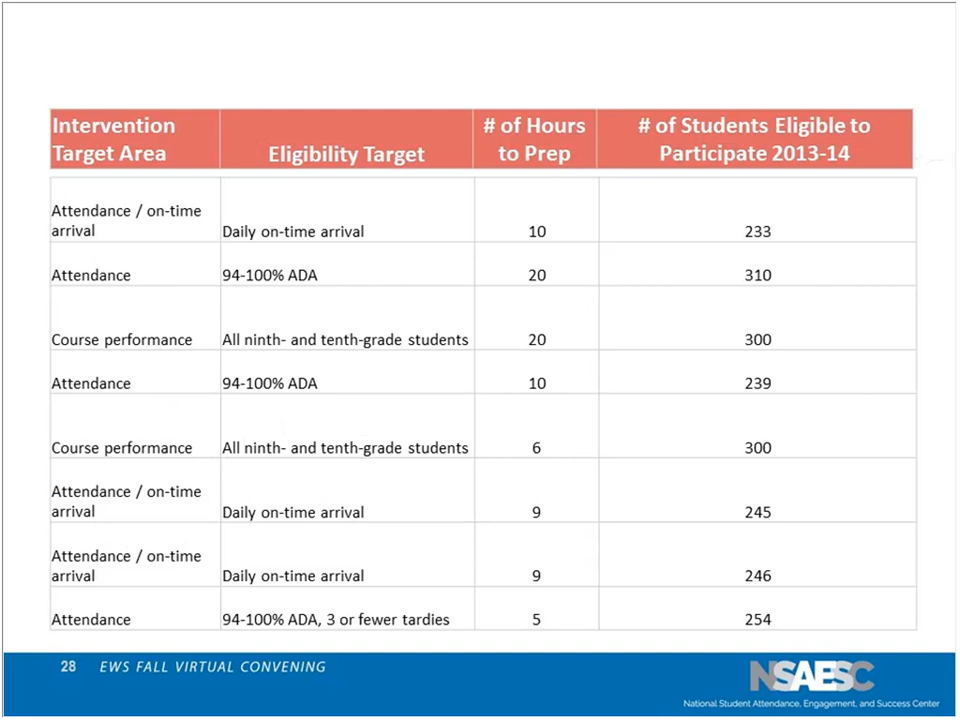 Intervention Target Area | Eligibility Target | # of Hours to Prep | # of Students Eligible to Participate 2013-14
Attendance / on-time arrival | Daily on-time arrival | 10 | 233
Attendance | 94-100% ADA | 20 | 310
Course performance | All ninth- and tenth-grade students | 20 | 300
Attendance | 94-100% ADA | 10 | 239
Course performance | All ninth- and tenth-grade students | 6 | 300
Attendance / on-time arrival | Daily on-time arrival | 9 | 245
Attendance / on-time arrival | Daily on-time arrival | 9 | 246
Attendance | 94-100% ADA, 3 or fewer tardies | 5 | 254
28 EWS FALL VIRTUAL CONVENING
NSAESC
National Student Attendance, Engagement, and Success Center